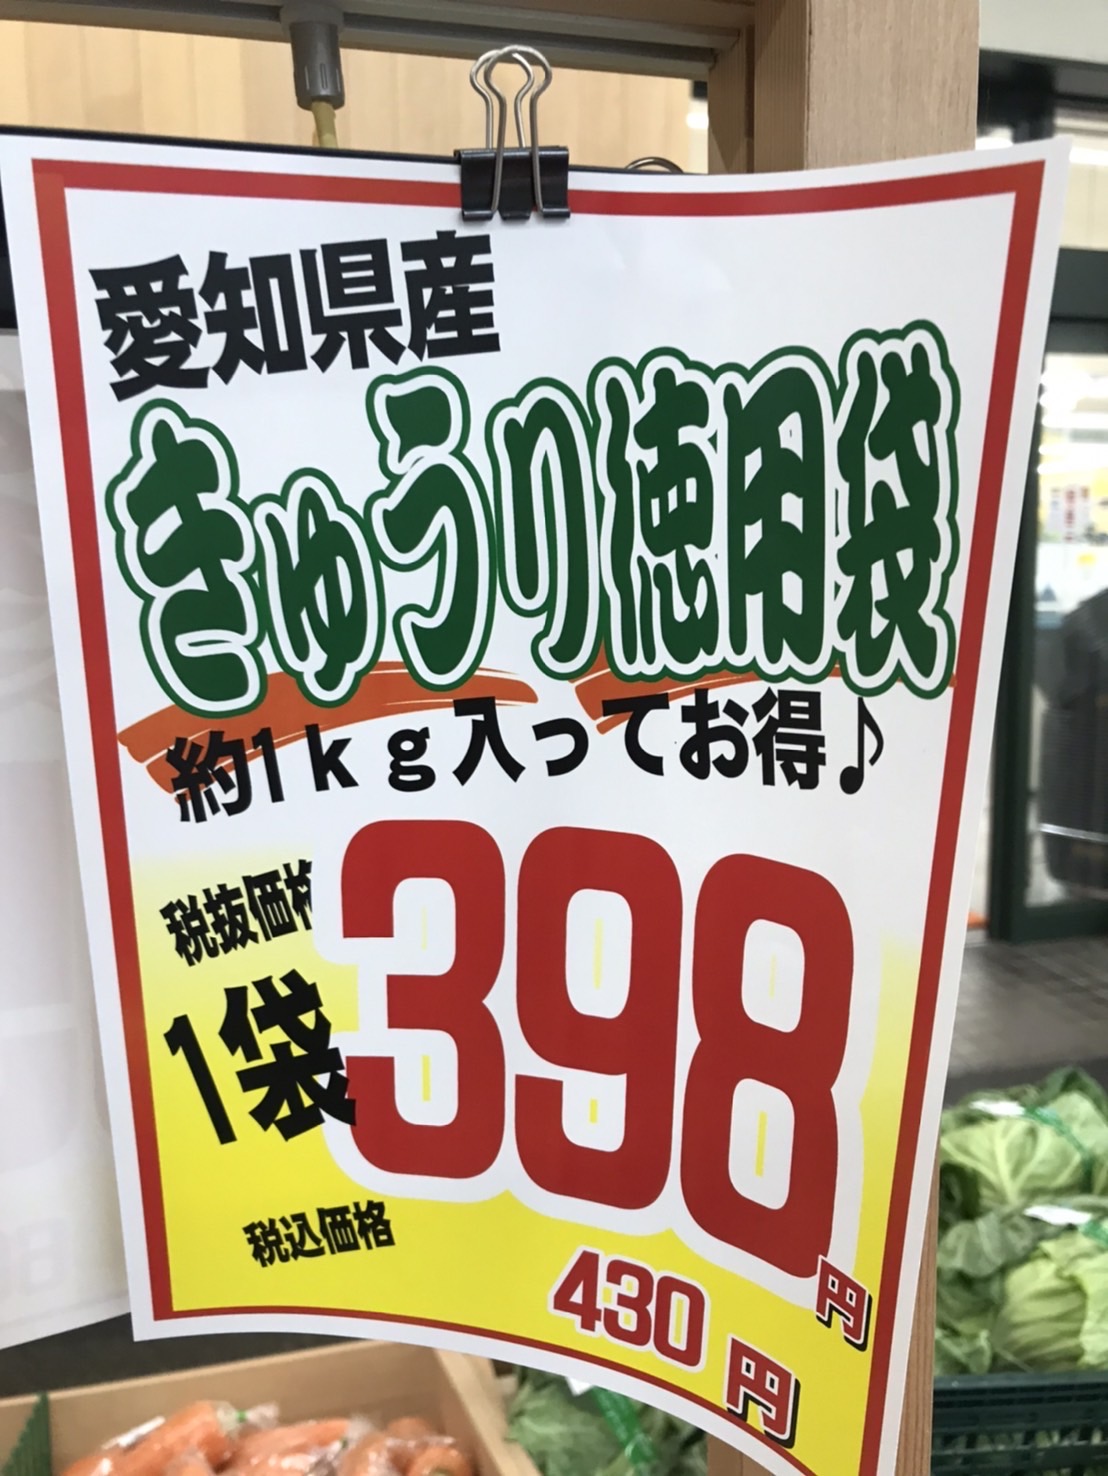 愛知県産
きゅうり徳用袋
約1kg入ってお得♪
税抜価格
1袋 398円
税込価格
430円